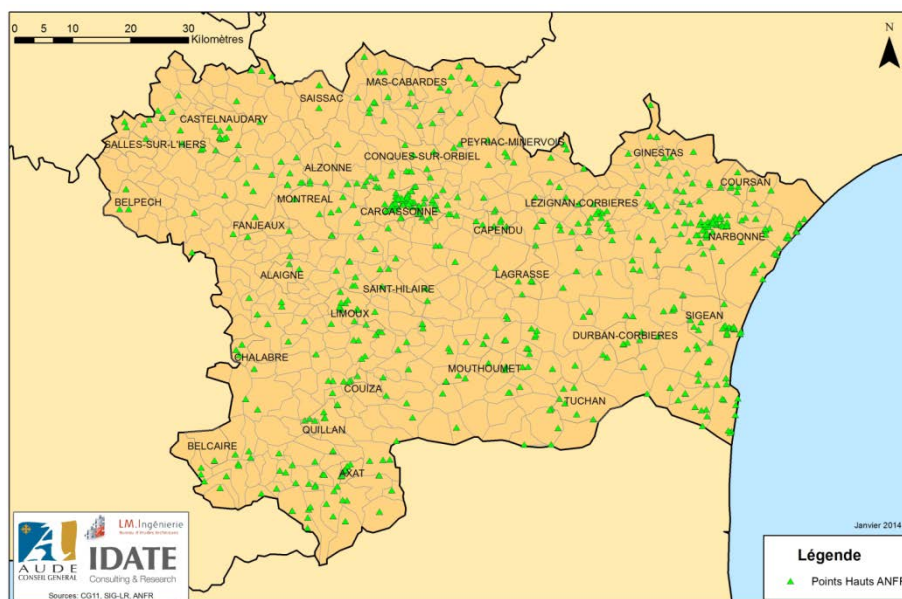 0 5 10 20 30
Kilomètres
N
MAS-CABARDES
SAISSAC
CASTELNAUDARY
SALLES-SUR-L'HERS
PEYRIAC-MINERVOIS
GINESTAS
CONQUES-SUR-ORBIEL
ALZONNE
COURSAN
BELPECH
MONTREAL
LEZIGNAN-CORBIERES
CARCASSONNE
FANJEAUX
CAPENDU
NARBONNE
ALAIGNE
LAGRASSE
SAINT-HILAIRE
LIMOUX
SIGEAN
DURBAN-CORBIERES
CHALABRE
MOUTHOUMET
COUIZA
TUCHAN
QUILLAN
BELCAIRE
AXAT
Janvier 2014
AUDE
CONSEIL GENERAL
LM.Ingénierie
Bureau d'Etudes Techniques
IDATE
Consulting & Research
Sources: CG11, SIG-LR, ANFR
Légende
Points Hauts ANFR